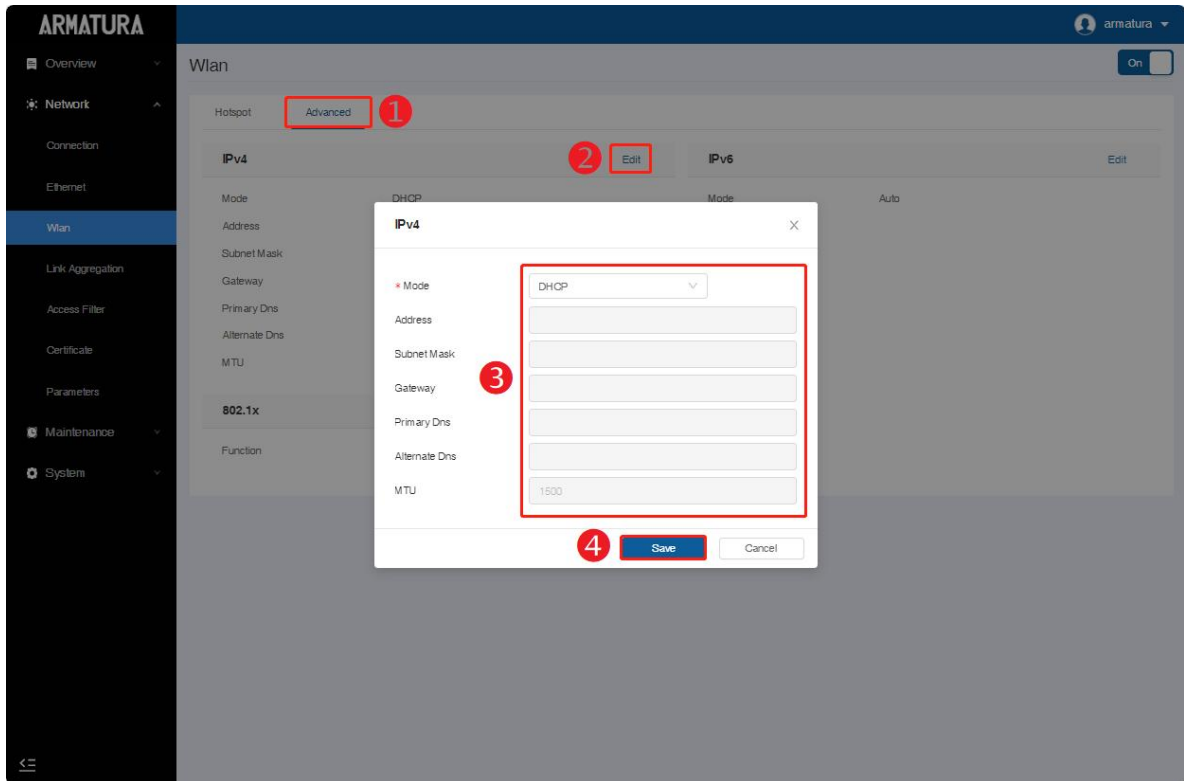 ARMATURA
armatura
Overview
Wlan
On
Network
Hotspot
Advanced
1
Connection
IPv4
2
Edit
IPv6
Edit
Ethernet
Mode
DHCP
Mode
Auto
Wlan
Address
Subnet Mask
Link Aggregation
Gateway
Access Filter
Primary Dns
Alternate Dns
Certificate
MTU
Parameters
802.1x
Maintenance
Function
System
IPv4
* Mode
DHCP
Address
Subnet Mask
3
Gateway
Primary Dns
Alternate Dns
MTU
1500
4
Save
Cancel